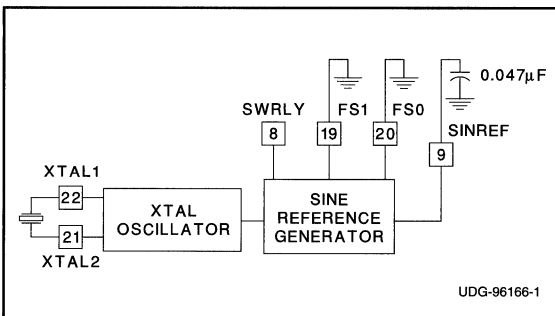 0.047µF
SWRLY FS1 FS0
8 19 20 SINREF
9
XTAL1
22
XTAL OSCILLATOR
SINE REFERENCE GENERATOR
21
XTAL2
UDG-96166-1